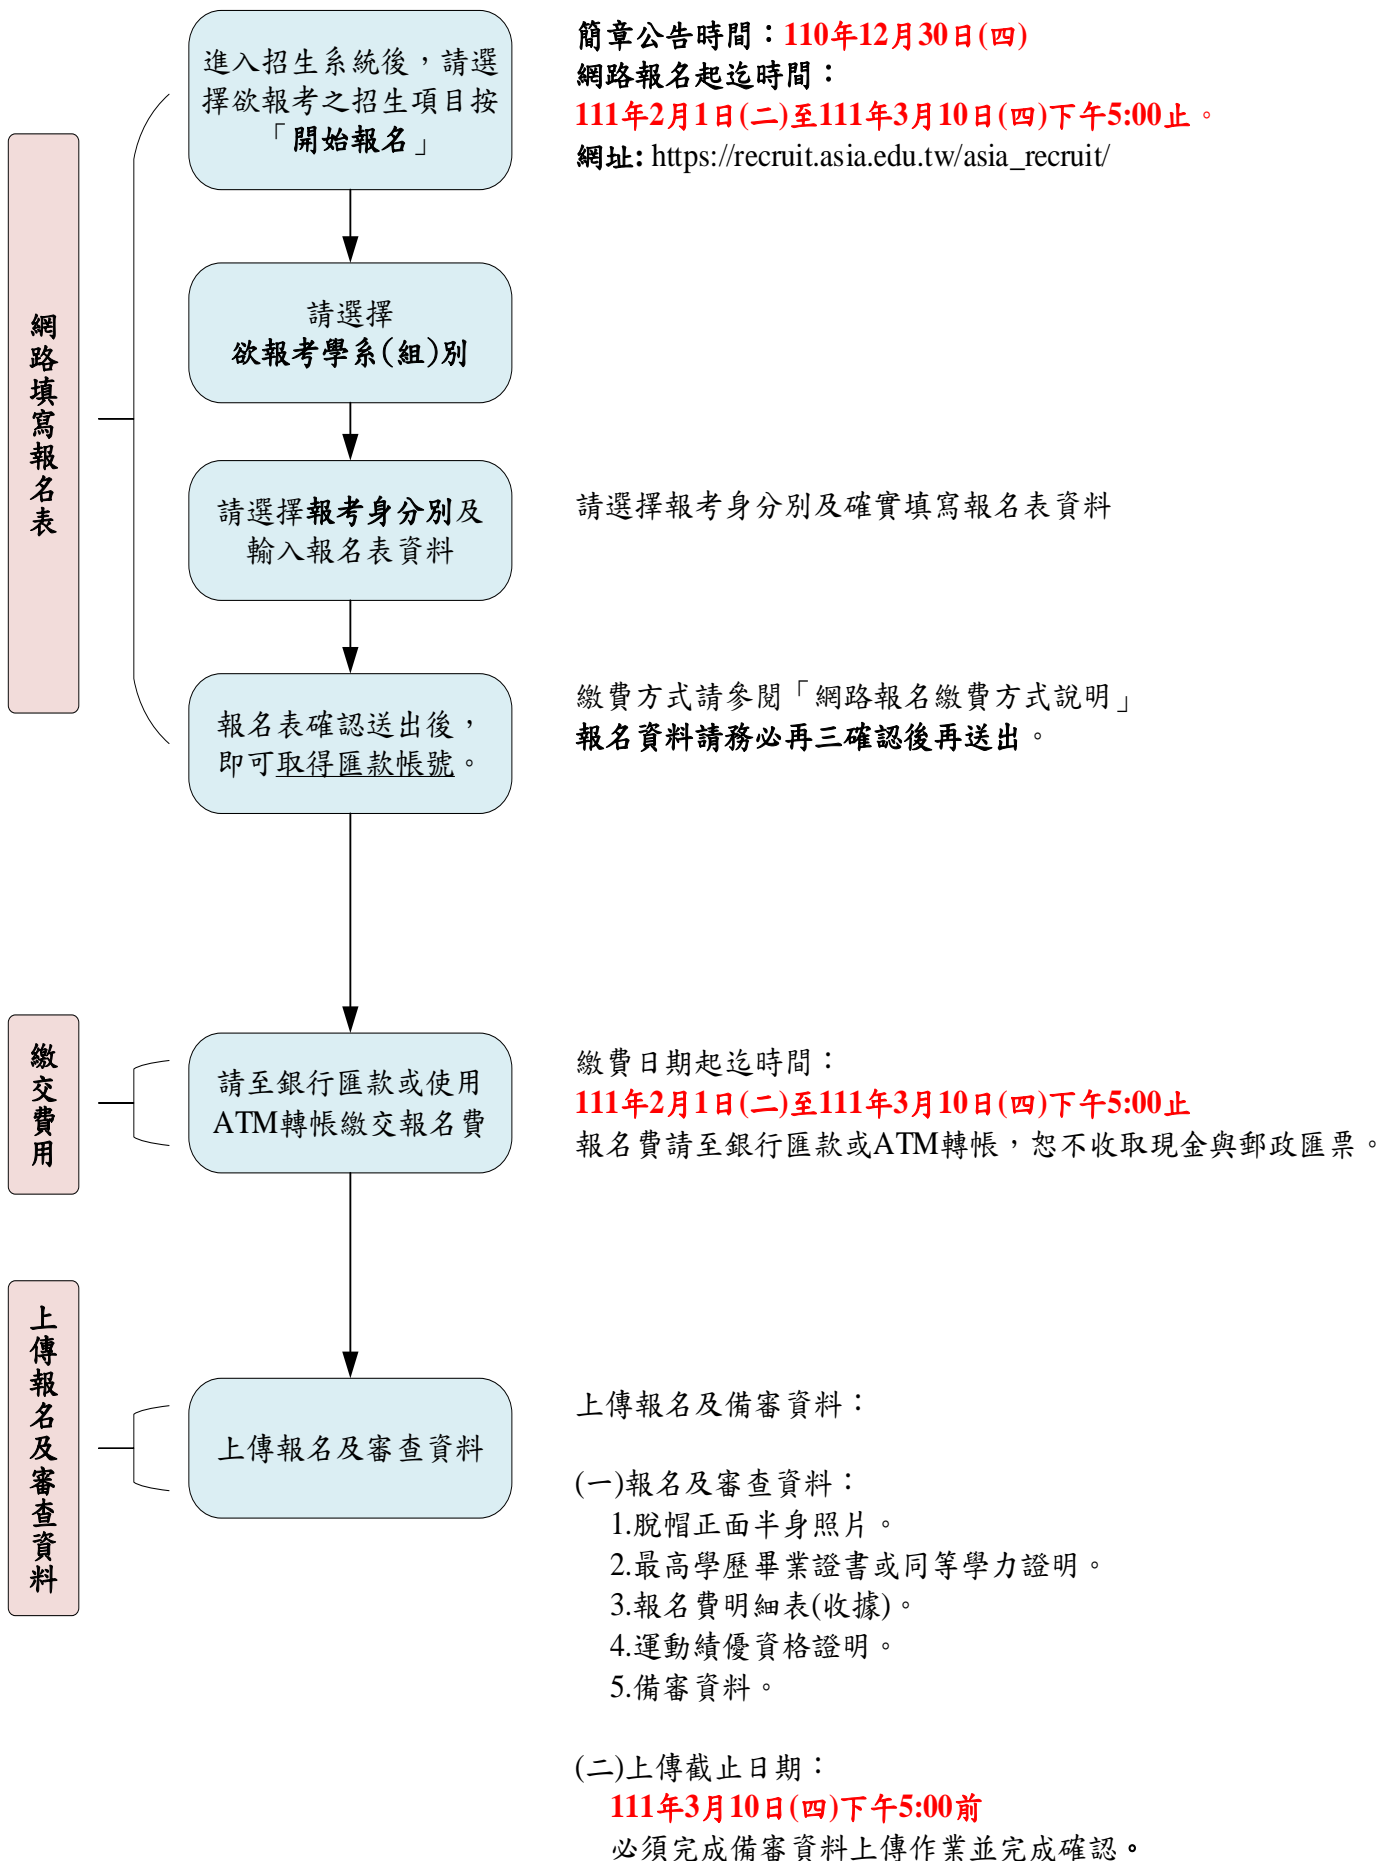 網路填寫報名表
進入招生系統後，請選
擇欲報考之招生項目按
「開始報名」
簡章公告時間：110年12月30日(四)
網路報名起迄時間：
111年2月1日(二)至111年3月10日(四)下午5:00止。
網址: https://recruit.asia.edu.tw/asia_recruit/
請選擇
欲報考學系(組)別
請選擇報考身分別及
輸入報名表資料
請選擇報考身分別及確實填寫報名表資料
報名表確認送出後，
即可取得匯款帳號。
繳費方式請參閱「網路報名繳費方式說明」
報名資料請務必再三確認後再送出。
繳交費用
請至銀行匯款或使用
ATM轉帳繳交報名費
繳費日期起迄時間：
111年2月1日(二)至111年3月10日(四)下午5:00止
報名費請至銀行匯款或ATM轉帳，恕不收取現金與郵政匯票。
上傳報名及審查資料
上傳報名及審查資料
上傳報名及備審資料：
(一)報名及審查資料：
1.脫帽正面半身照片。
2.最高學歷畢業證書或同等學力證明。
3.報名費明細表(收據)。
4.運動績優資格證明。
5.備審資料。
(二)上傳截止日期：
111年3月10日(四)下午5:00前
必須完成備審資料上傳作業並完成確認。